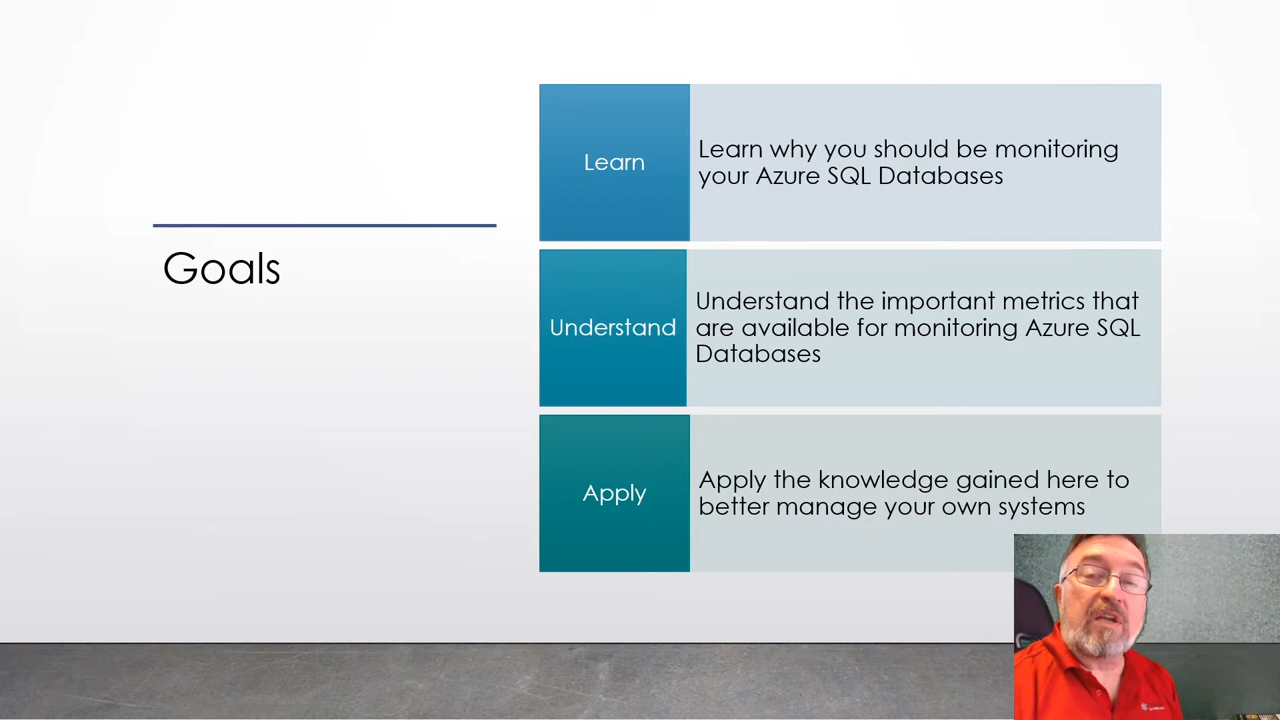 Goals
Learn
Learn why you should be monitoring
your Azure SQL Databases
Understand
Understand the important metrics that
are available for monitoring Azure SQL
Databases
Apply
Apply the knowledge gained here to
better manage your own systems